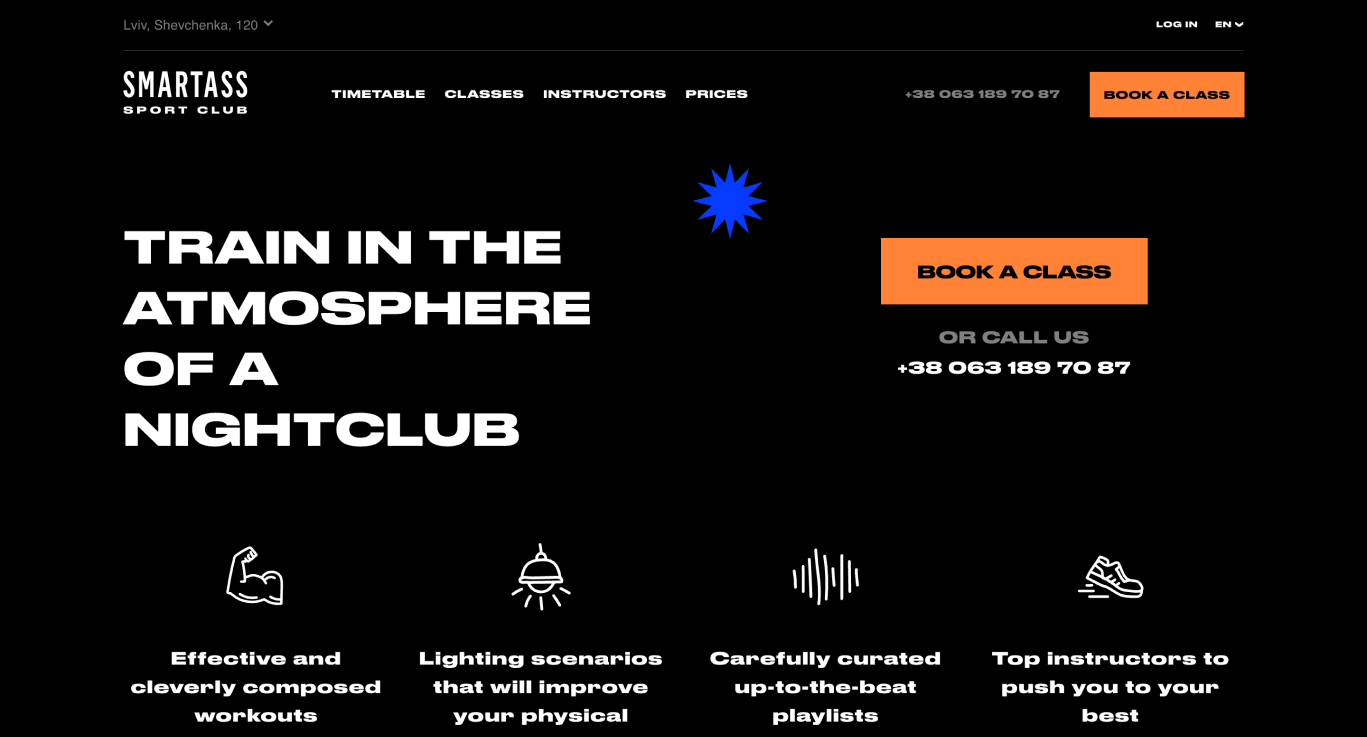 Lviv, Shevchenka, 120
LOG IN
EN
SMARTASS
SPORT CLUB
TIMETABLE
CLASSES
INSTRUCTORS
PRICES
+38 063 189 70 87
BOOK A CLASS
TRAIN IN THE
ATMOSPHERE
OF A
NIGHTCLUB
BOOK A CLASS
OR CALL US
+38 063 189 70 87
Effective and
cleverly composed
workouts
Lighting scenarios
that will improve
your physical
Carefully curated
up-to-the-beat
playlists
Top instructors to
push you to your
best